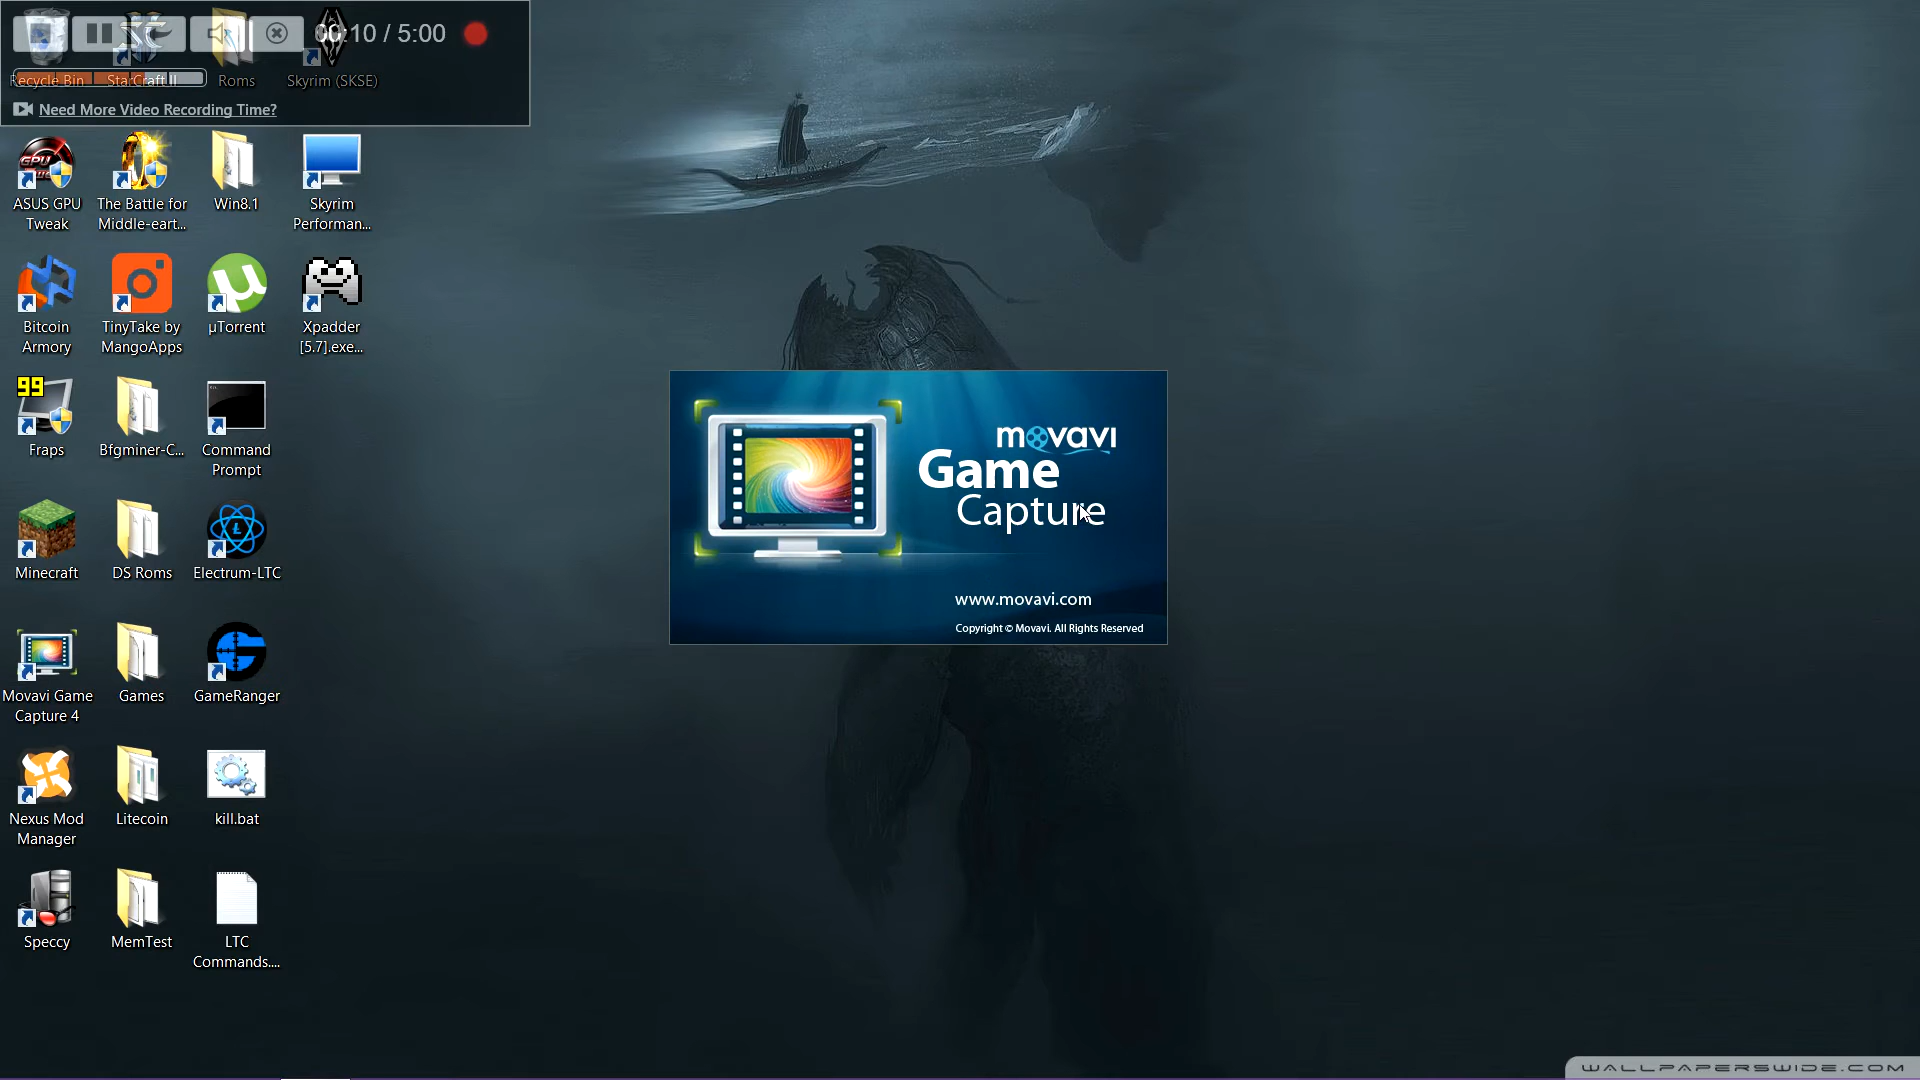 00:10 / 5:00
Recycle Bin
StarCraft II
Roms
Skyrim (SKSE)
Need More Video Recording Time?
ASUS GPU
Tweak
The Battle for
Middle-eart...
Win8.1
Skyrim
Performan...
Bitcoin
Armory
TinyTake by
MangoApps
µTorrent
Xpadder
[5.7].exe...
99
Fraps
Bfgminer-C...
Command
Prompt
Minecraft
DS Roms
Electrum-LTC
Movavi Game
Capture 4
Games
GameRanger
Nexus Mod
Manager
Litecoin
kill.bat
Speccy
MemTest
LTC
Commands....
movavi
Game
Capture
www.movavi.com
Copyright © Movavi. All Rights Reserved
WALLPAPERSWIDE.COM